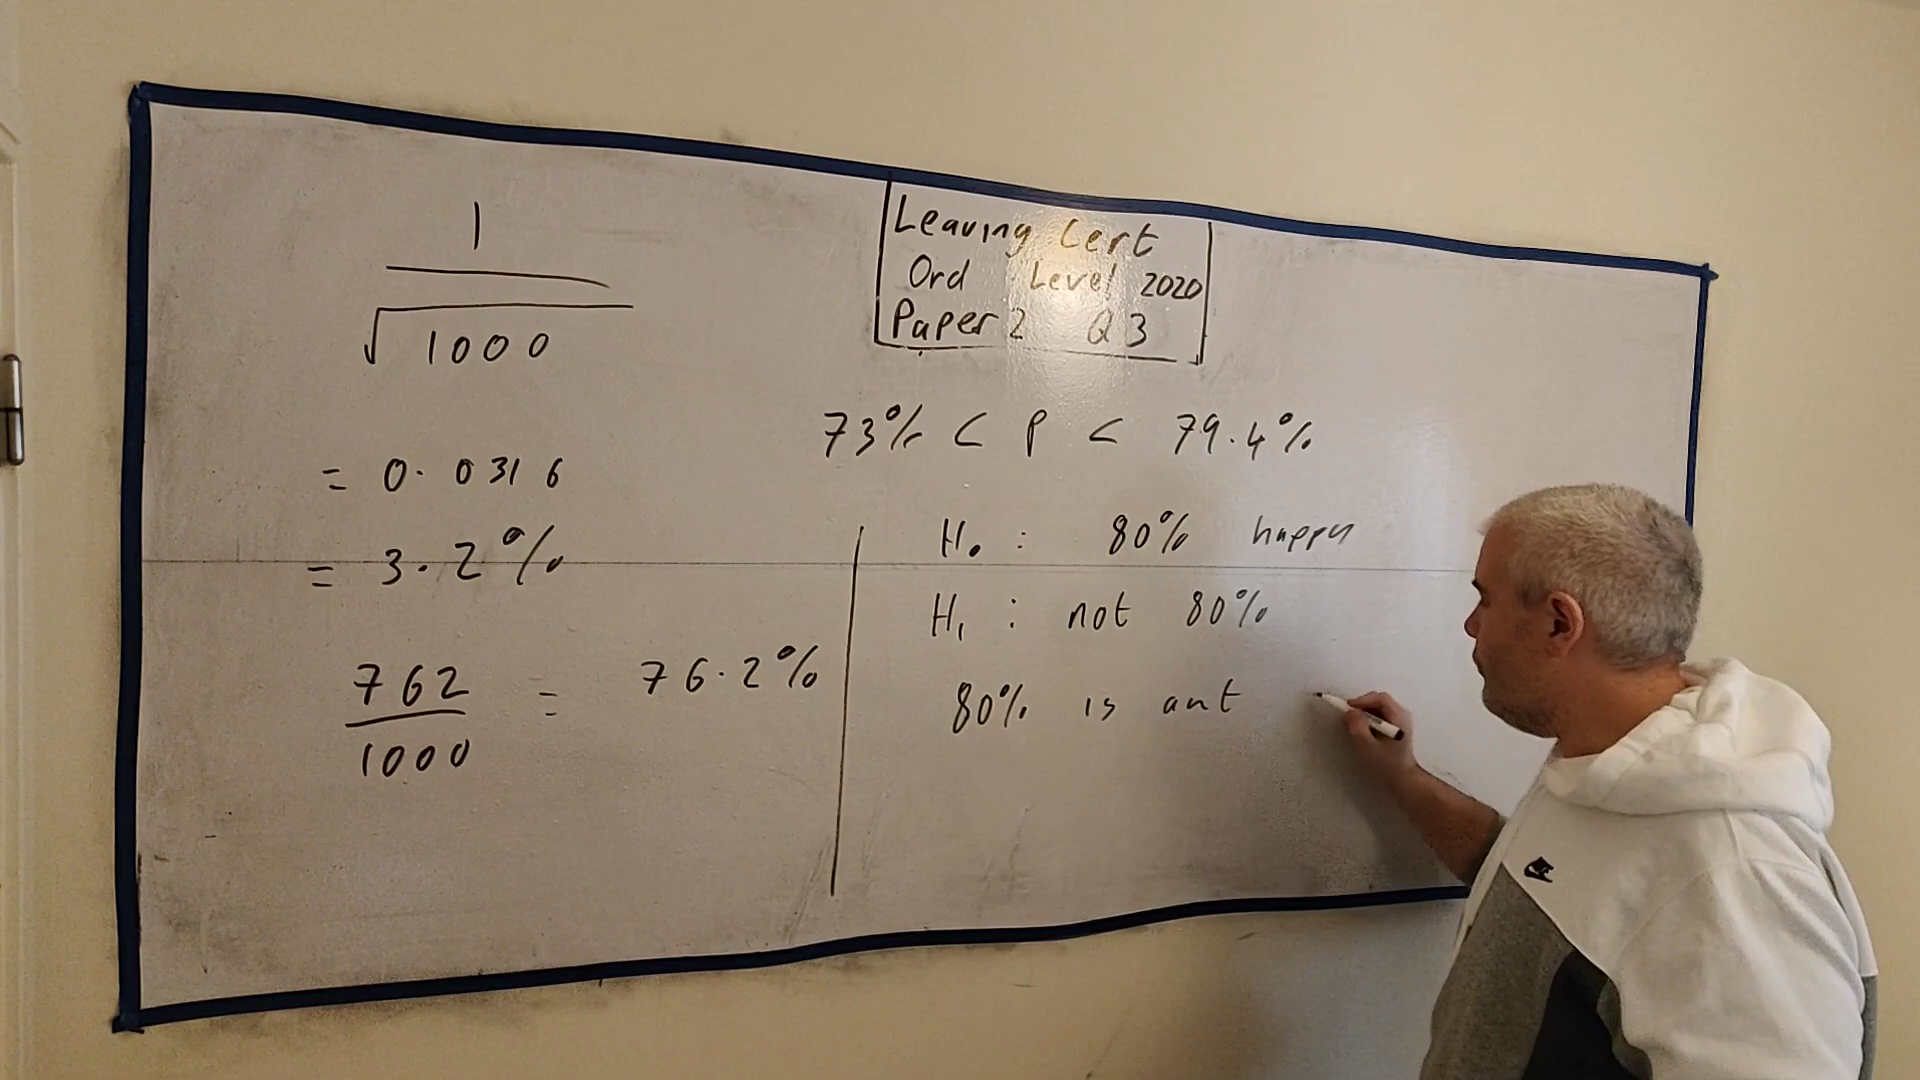 Leaving Cert
Ord Level 2020
Paper 2 Q3
1
√1000
= 0.0316
= 3.2%
762
1000
= 76.2%
73% < P < 79.4%
H₀ : 80% happy
H₁ : not 80%
80% is out